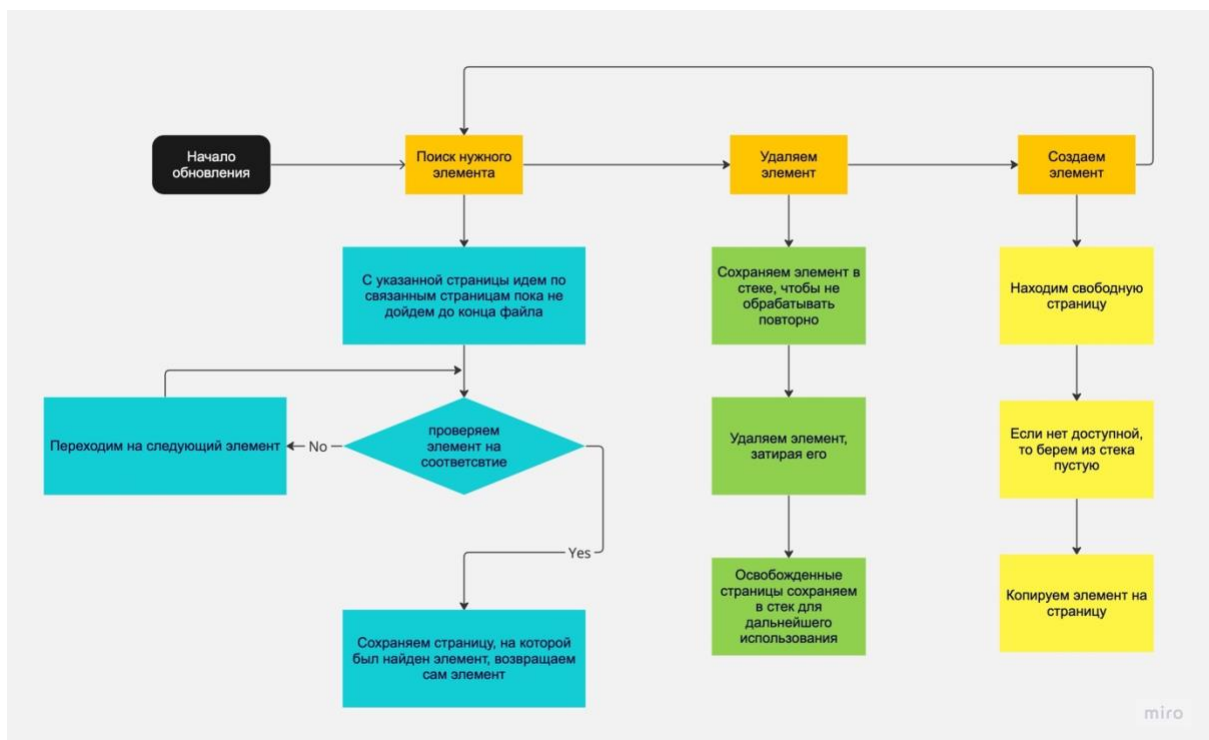 Начало
обновления
Поиск нужного
элемента
Удаляем
элемент
Создаем
элемент
С указанной страницы идем по
связанным страницам пока не
дойдем до конца файла
Сохраняем элемент в
стеке, чтобы не
обрабатывать
повторно
Находим свободную
страницу
Переходим на следующий элемент
No
проверяем
элемент на
соответсвтие
Удаляем элемент,
затирая его
Если нет доступной,
то берем из стека
пустую
Yes
Сохраняем страницу, на которой
был найден элемент, возвращаем
сам элемент
Освобожденные
страницы сохраняем
в стек для
дальнейшего
использования
Копируем элемент на
страницу
miro